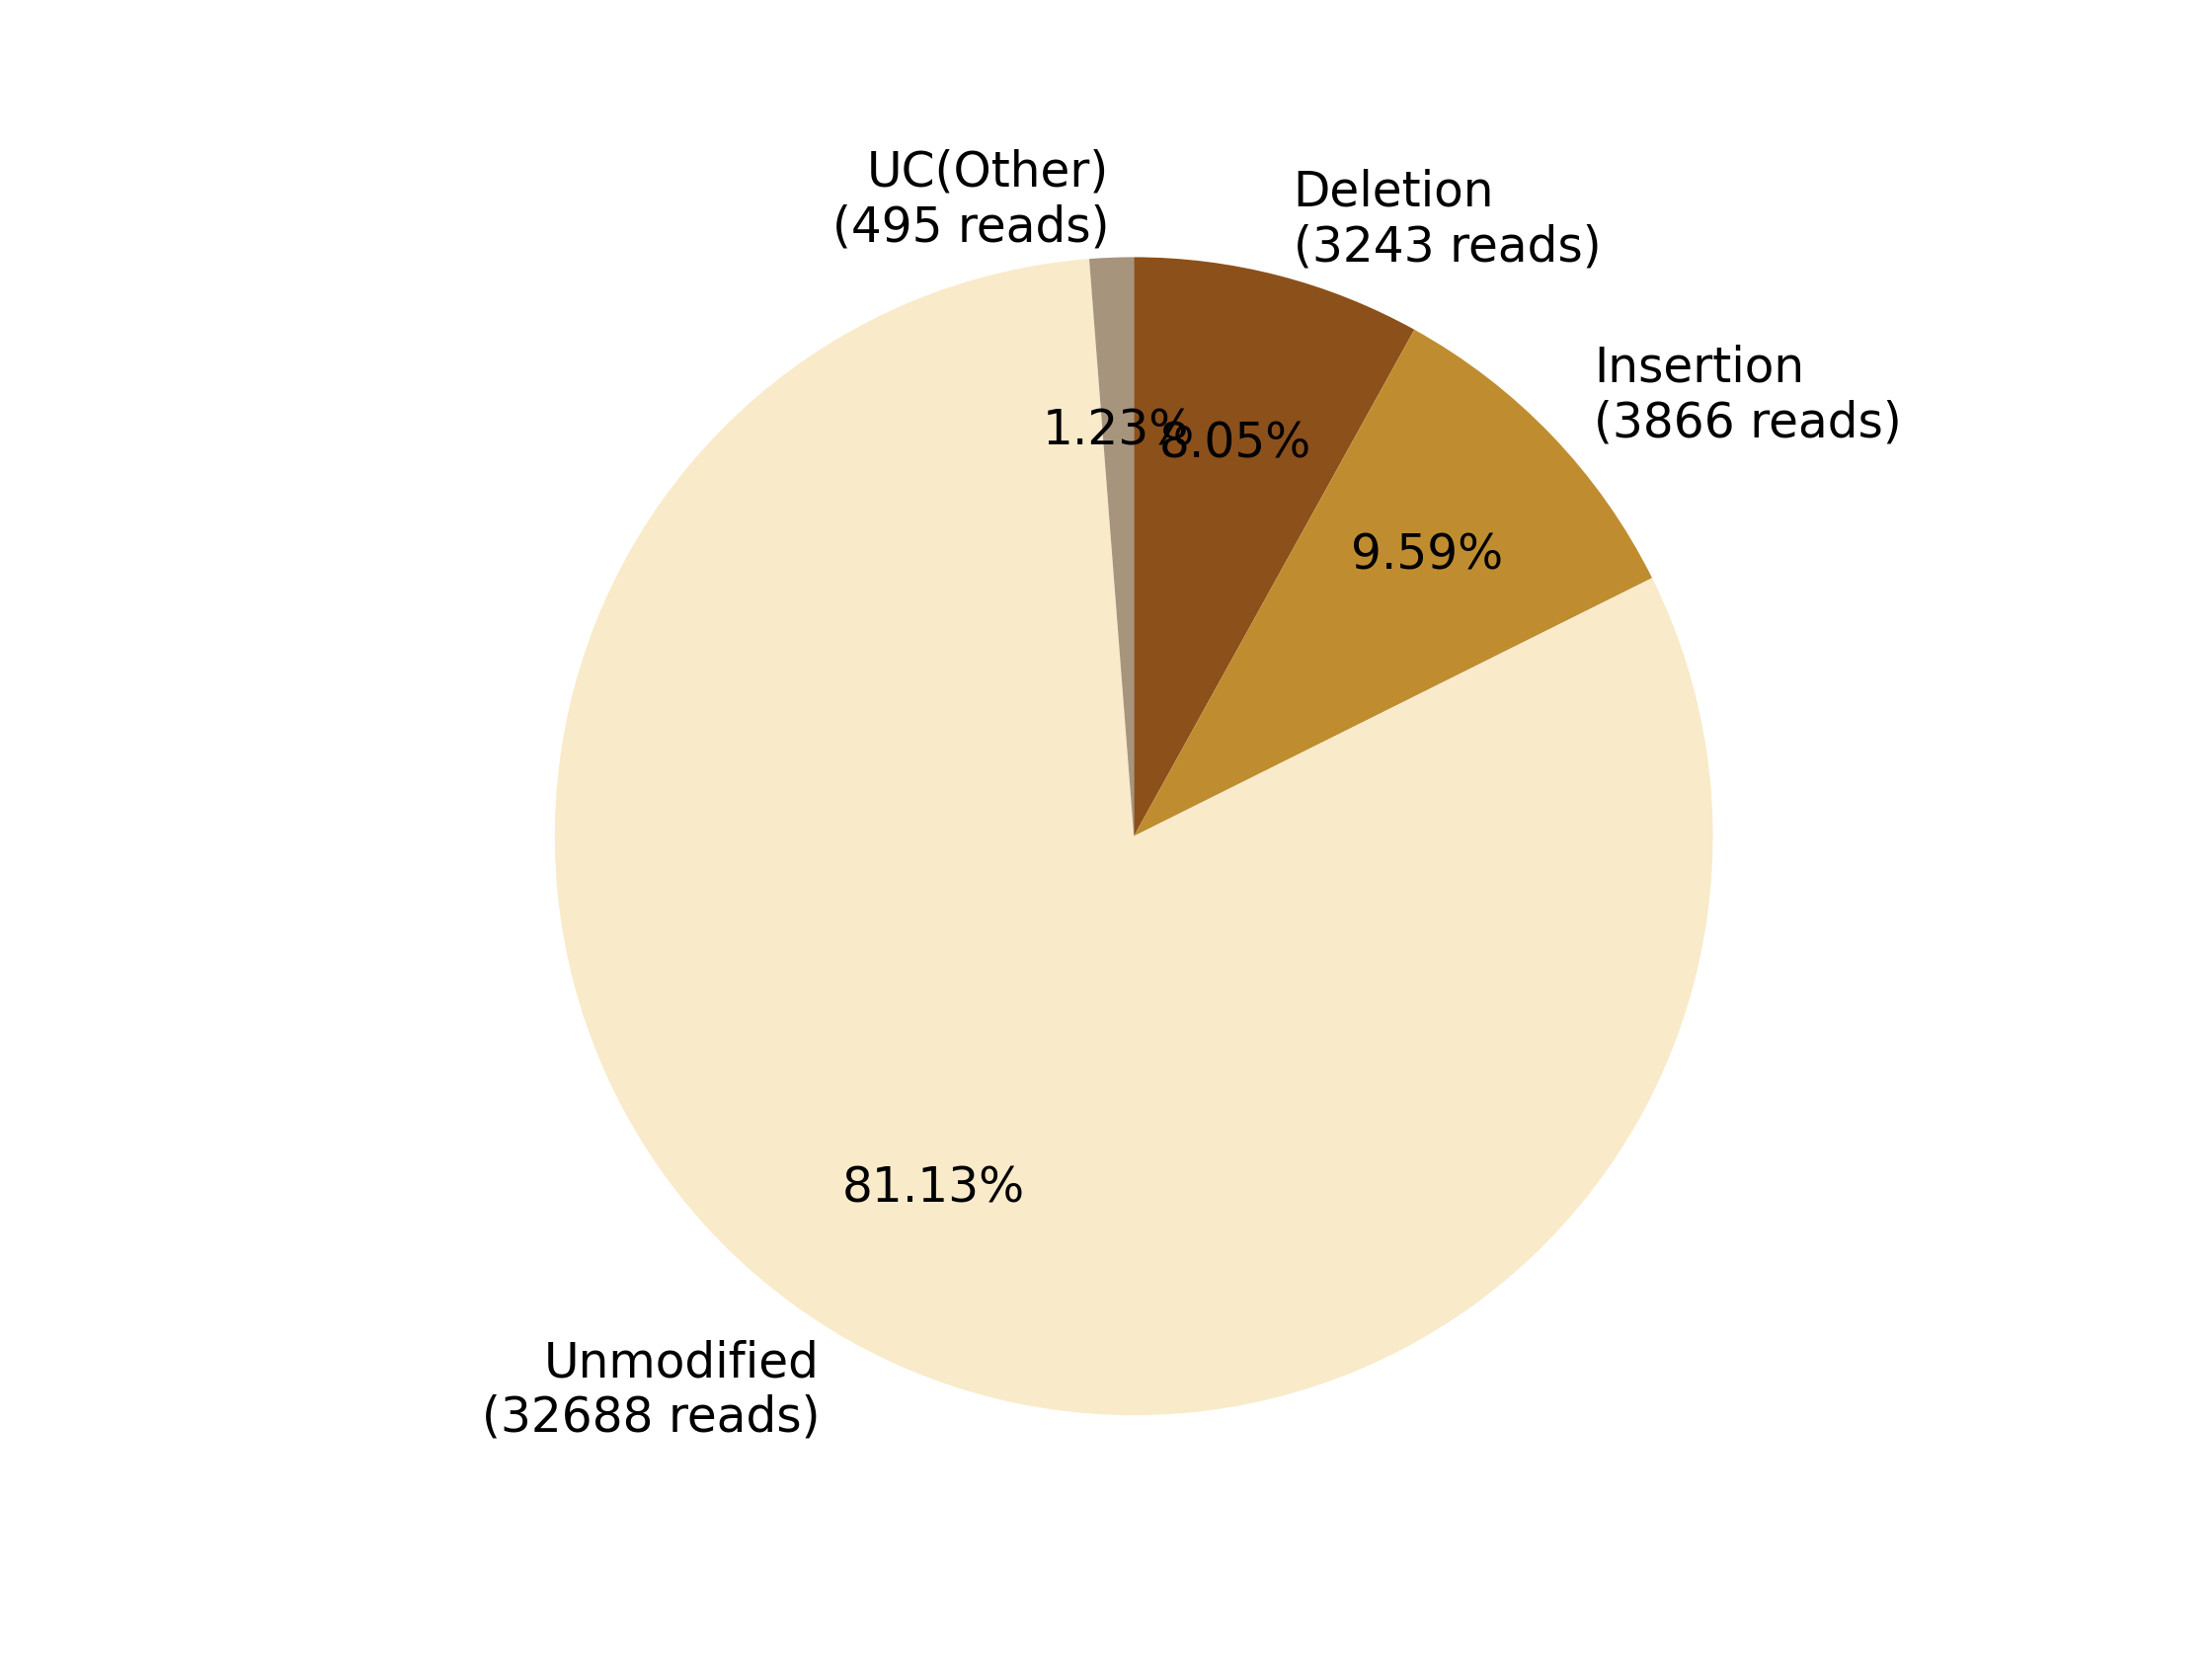 UC(Other)
(495 reads)
Deletion
(3243 reads)
Insertion
(3866 reads)
1.23%
8.05%
9.59%
81.13%
Unmodified
(32688 reads)